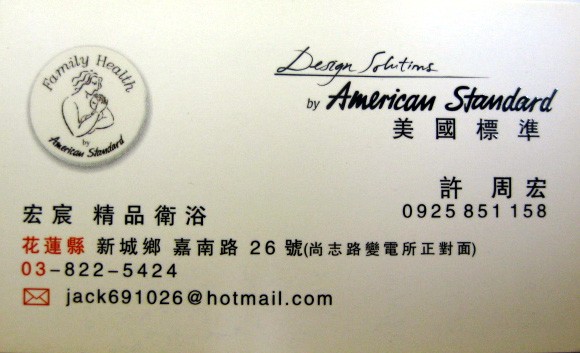 Family Health
by
American Standard
Design Solutions
by American Standard
美國標準
許周宏
0925 851 158
宏宸 精品衛浴
花蓮縣 新城鄉 嘉南路 26 號(尚志路變電所正對面)
03-822-5424
jack691026@hotmail.com